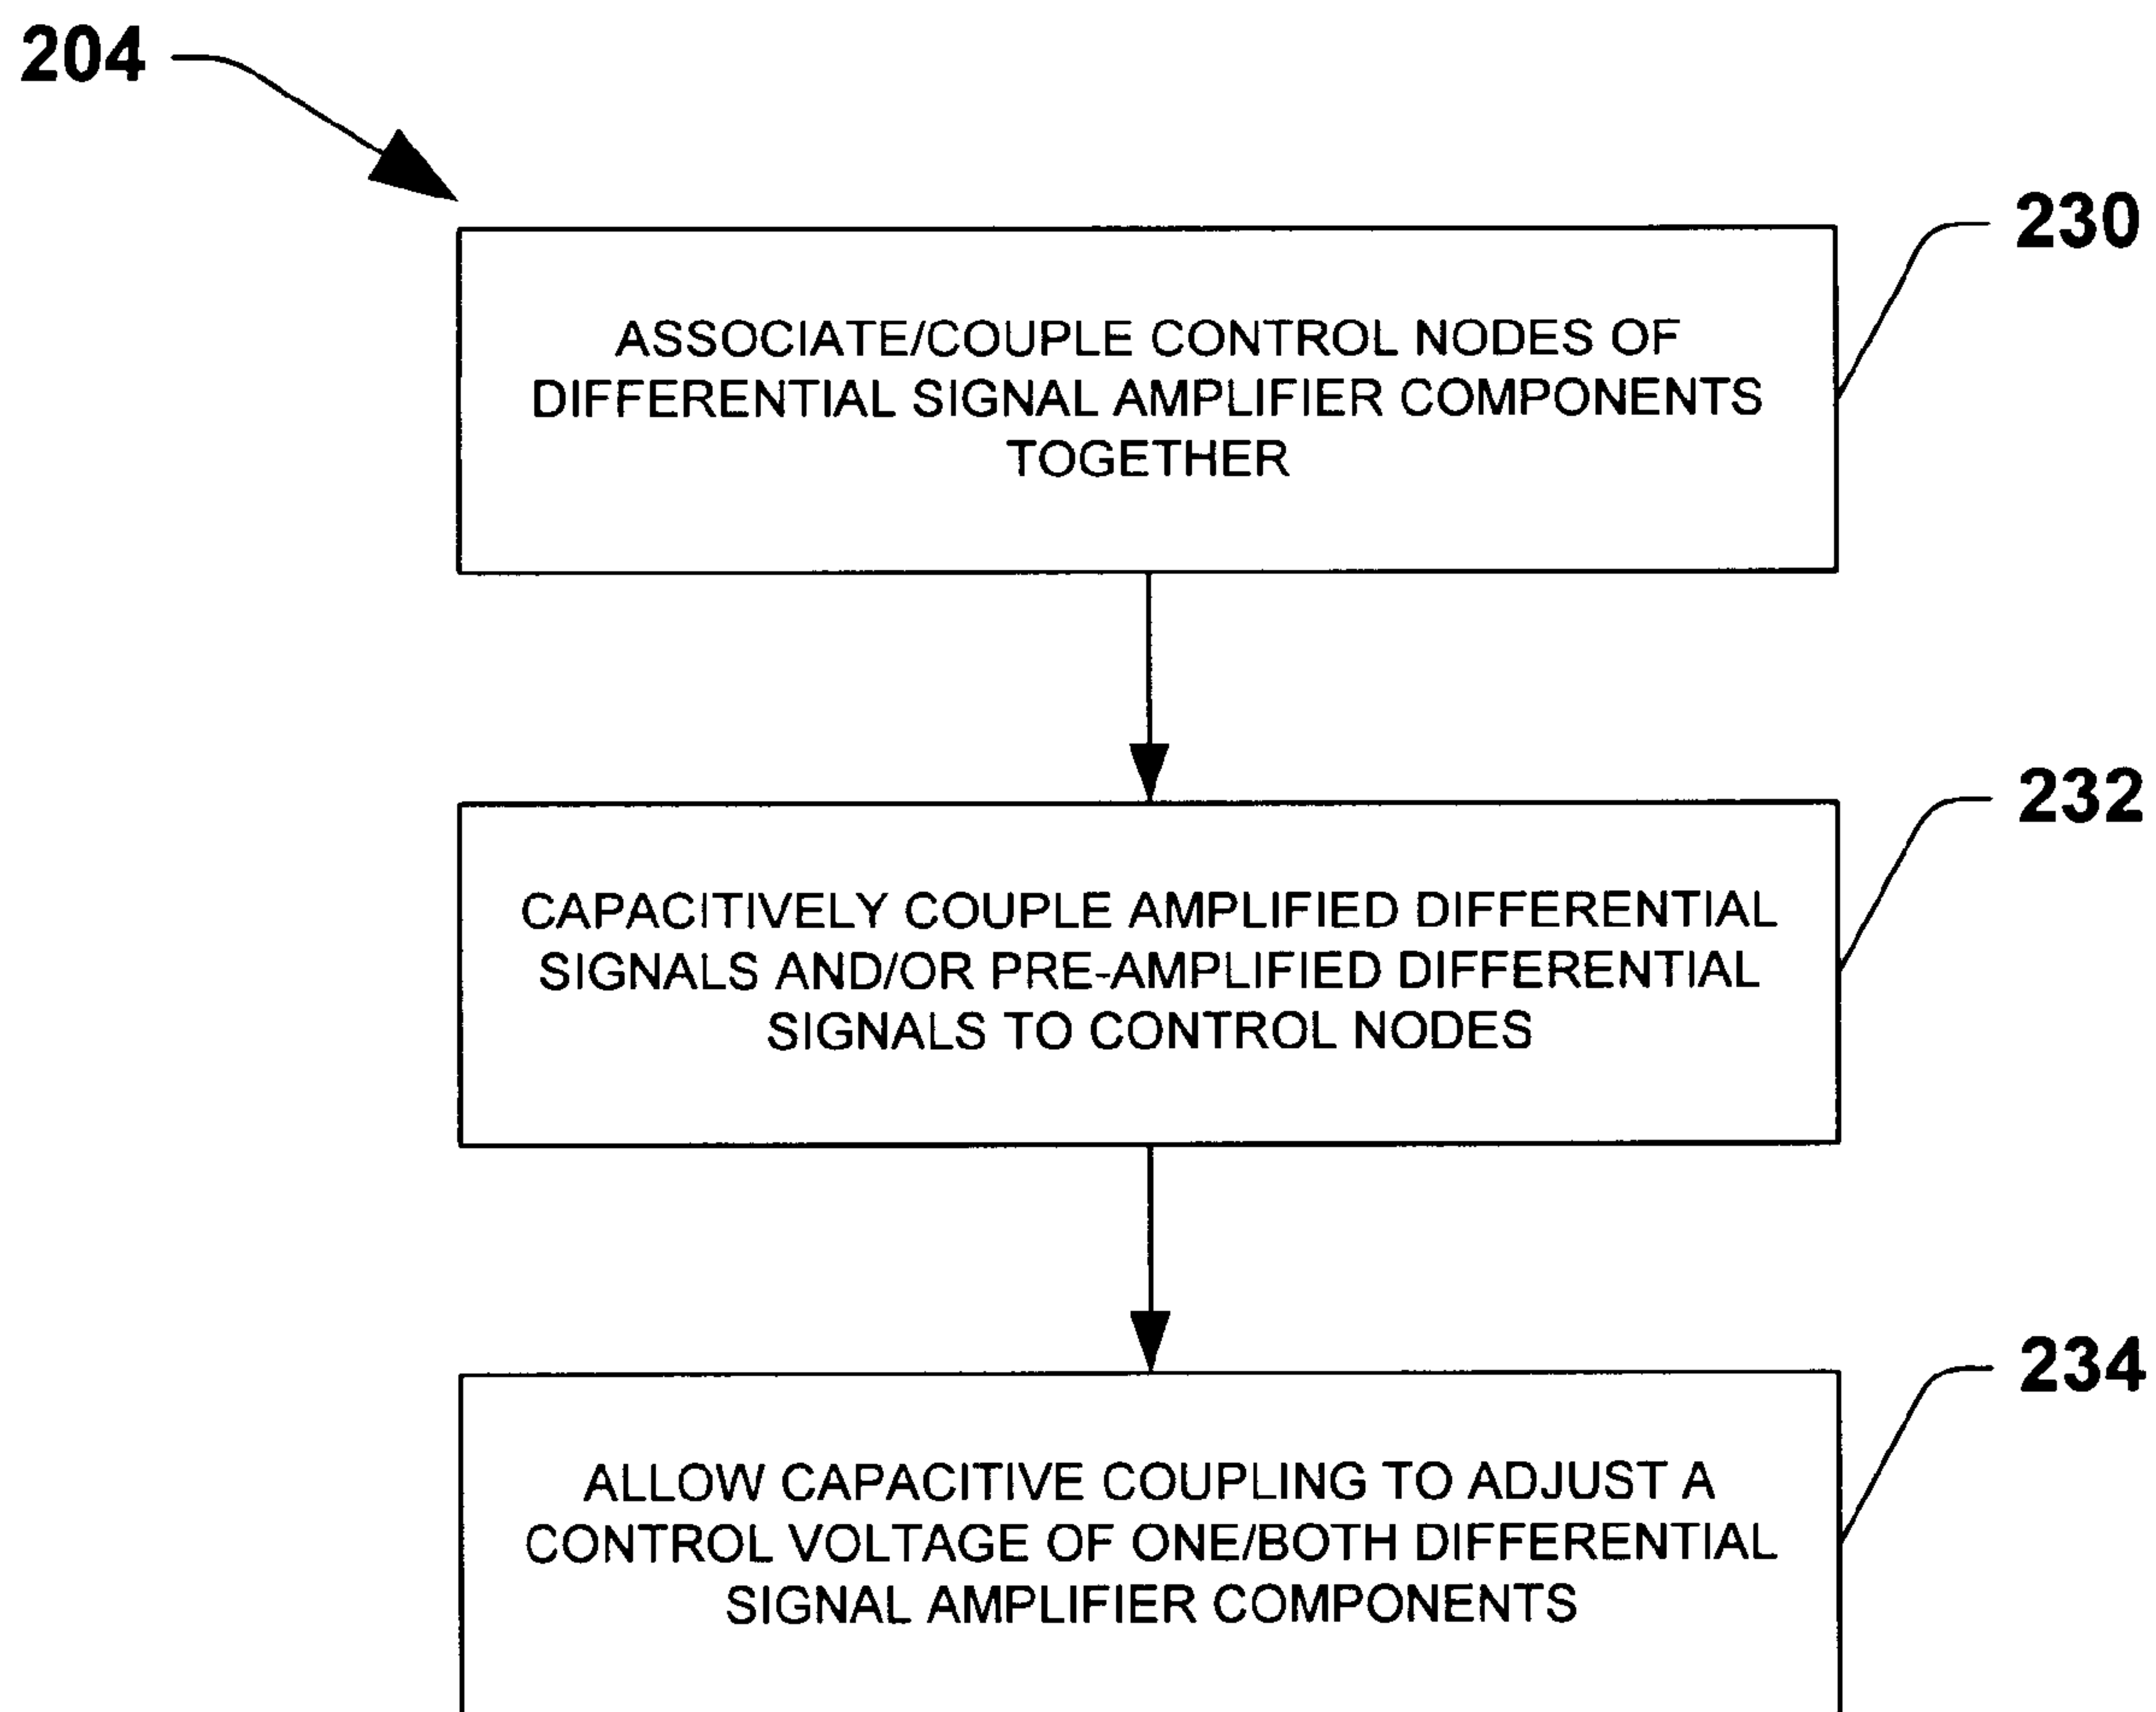 204
230
ASSOCIATE/COUPLE CONTROL NODES OF
DIFFERENTIAL SIGNAL AMPLIFIER COMPONENTS
TOGETHER
232
CAPACITIVELY COUPLE AMPLIFIED DIFFERENTIAL
SIGNALS AND/OR PRE-AMPLIFIED DIFFERENTIAL
SIGNALS TO CONTROL NODES
234
ALLOW CAPACITIVE COUPLING TO ADJUST A
CONTROL VOLTAGE OF ONE/BOTH DIFFERENTIAL
SIGNAL AMPLIFIER COMPONENTS